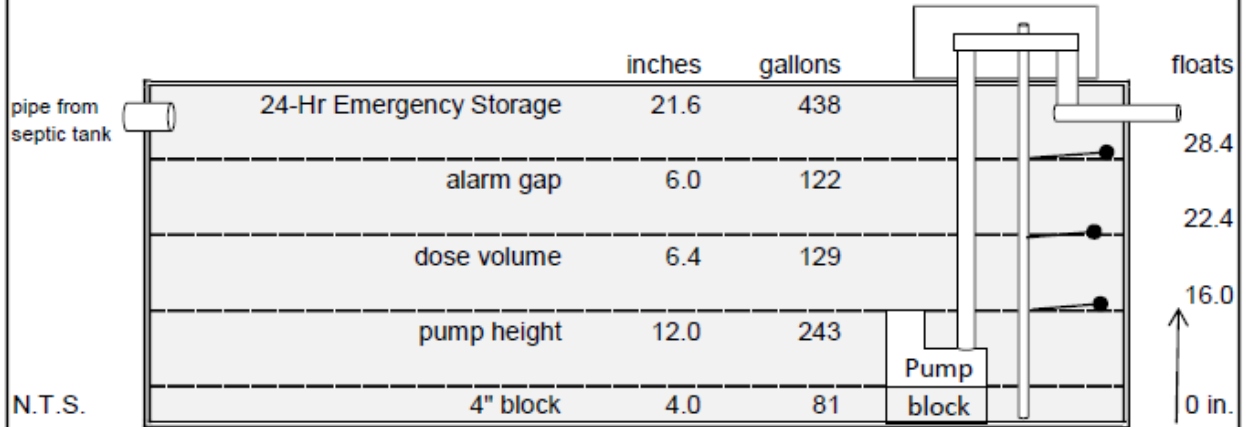 inches gallons floats
pipe from
septic tank
24-Hr Emergency Storage 21.6 438
28.4
alarm gap 6.0 122
22.4
dose volume 6.4 129
16.0
pump height 12.0 243
Pump
N.T.S. 4" block 4.0 81 block 0 in.